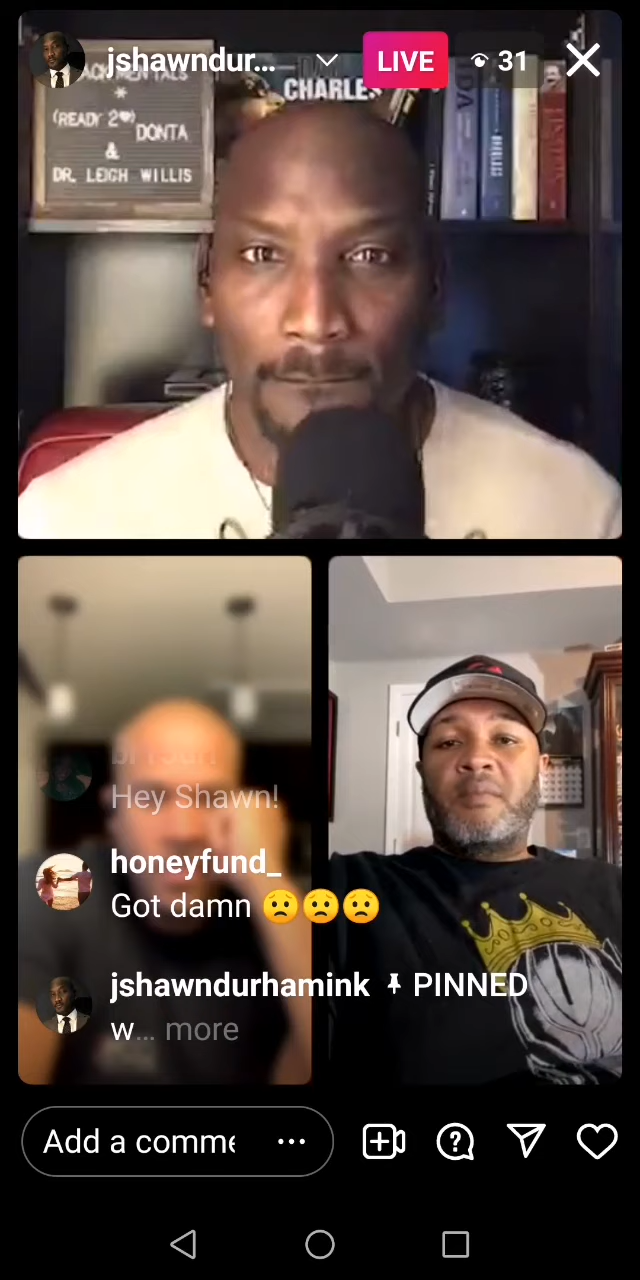 jshawndur...
LIVE
31
CHARLES
(READY 2♥)
DONTA
&
DR. LEIGH WILLIS
Hey Shawn!
honeyfund_
Got damn 😟😟😟
jshawndurhamink PINNED
w... more
Add a comme